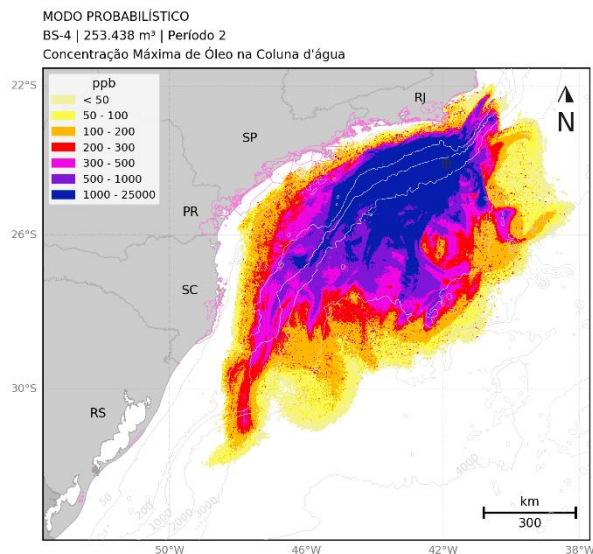 MODO PROBABILÍSTICO
BS-4 | 253.438 m³ | Período 2
Concentração Máxima de Óleo na Coluna d'água
22°S
26°S
30°S
ppb
< 50
50 - 100
100 - 200
200 - 300
300 - 500
500 - 1000
1000 - 25000
RJ
SP
PR
SC
RS
N
50
200
1000
2000
3000
4000
km
300
50°W
46°W
42°W
38°W